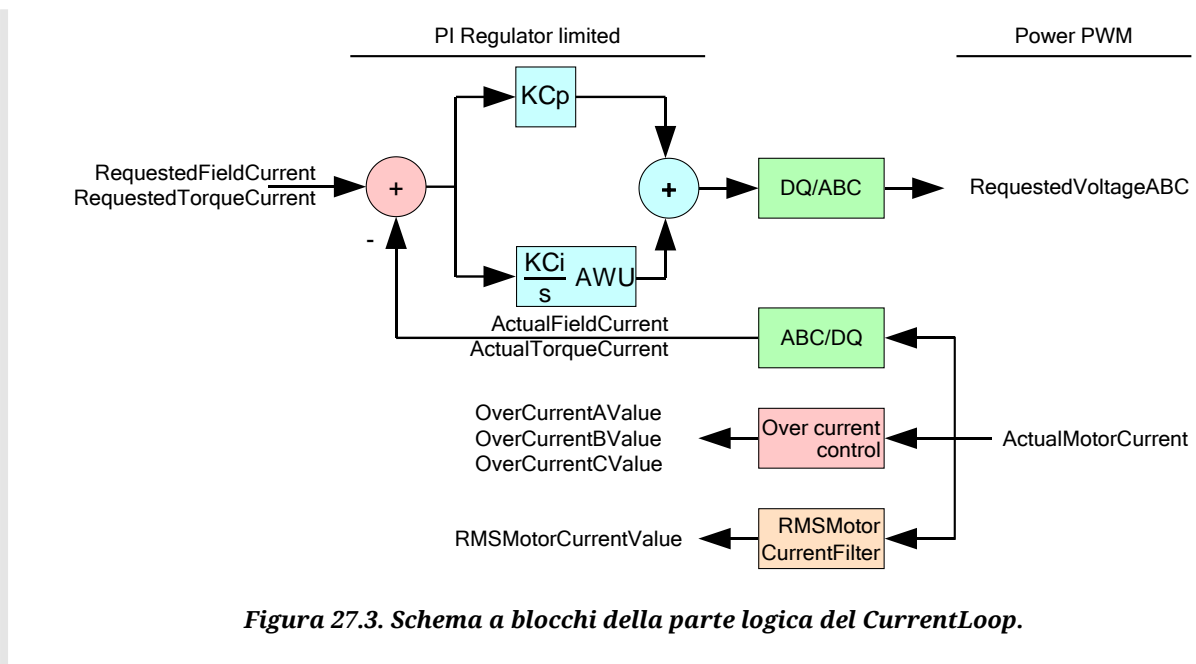 PI Regulator limited
Power PWM
KCp
RequestedFieldCurrent
RequestedTorqueCurrent
+
+
DQ/ABC
RequestedVoltageABC
-
KCi
s
AWU
ActualFieldCurrent
ActualTorqueCurrent
ABC/DQ
OverCurrentAValue
OverCurrentBValue
OverCurrentCValue
Over current
control
ActualMotorCurrent
RMSMotorCurrentValue
RMSMotor
CurrentFilter
Figura 27.3. Schema a blocchi della parte logica del CurrentLoop.